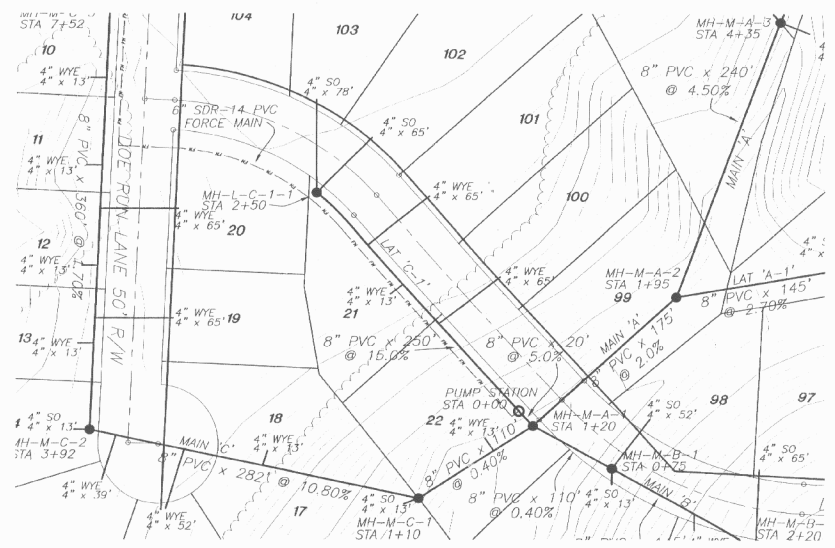 STA 7+52
104
103
102
MH-M-A-3
STA 4+35
10
4" WYE
4" x 13'
4" SO
4" x 78'
8" PVC x 240'
@ 4.50%
6" SDR-14 PVC
FORCE MAIN
4" SO
4" x 65'
101
11
4" WYE
4" x 13'
8" PVC x 360' @ 1.70%
JOE RON LANE 50' R/W
MAIN 'A'
MH-L-C-1-1
STA 2+50
4" WYE
4" x 65'
100
4" WYE
4" x 65'
20
12
4" WYE
4" x 13'
LAT 'C-1'
4" WYE
4" x 65'
MH-M-A-2
STA 1+95
99
LAT 'A-1'
8" PVC x 145'
@ 2.70%
4" WYE
4" x 13'
21
4" WYE
4" x 65'
19
13
4" WYE
4" x 13'
8" PVC x 250'
@ 15.0%
8" PVC x 20'
@ 5.0%
MAIN 'A'
8" PVC x 175'
@ 2.0%
PUMP STATION
STA 0+00
98
97
4" SO
4" x 52'
4" SO
4" x 13'
18
22
4" WYE
4" x 13'
MH-M-A-1
STA 1+20
MH-M-C-2
STA 3+92
MAIN 'C'
8" PVC x 282' @ 10.80%
4" WYE
4" x 13'
8" PVC x 110'
@ 0.40%
MH-M-B-1
STA 0+75
4" SO
4" x 65'
4" WYE
4" x 39'
4" WYE
4" x 52'
17
4" SO
4" x 13'
8" PVC x 110'
@ 0.40%
4" SO
4" x 13'
MAIN 'B'
MH-M-C-1
STA 1+10
MH-M-B-
STA 2+20